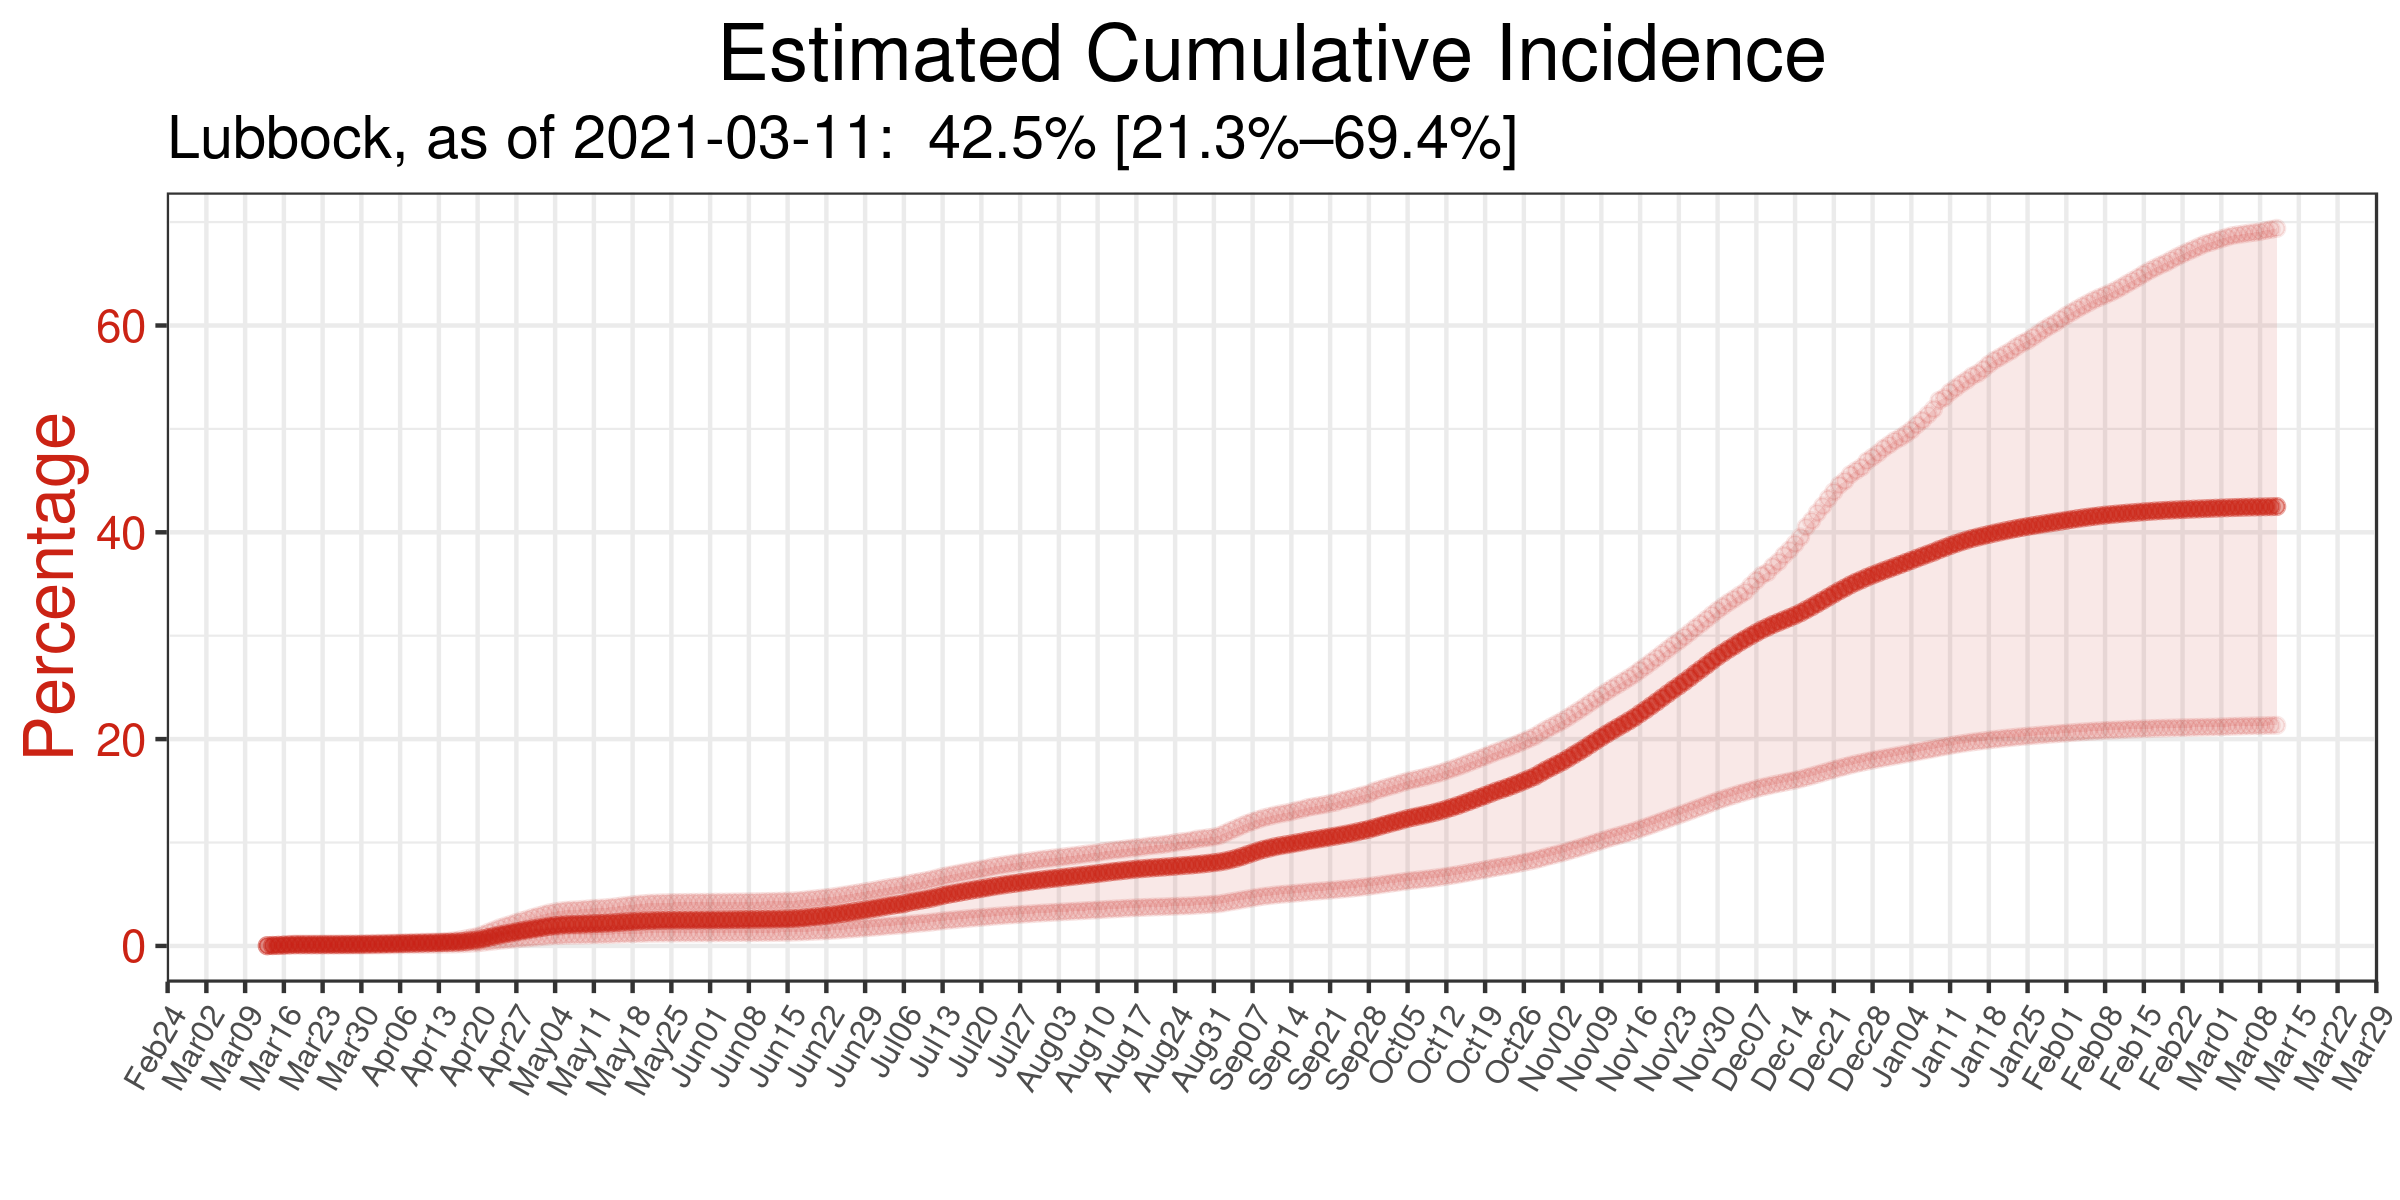 Estimated Cumulative Incidence
Lubbock, as of 2021-03-11:  42.5% [21.3%–69.4%]
Percentage
60
40
20
0
Feb24
Mar02
Mar09
Mar16
Mar23
Mar30
Apr06
Apr13
Apr20
Apr27
May04
May11
May18
May25
Jun01
Jun08
Jun15
Jun22
Jun29
Jul06
Jul13
Jul20
Jul27
Aug03
Aug10
Aug17
Aug24
Aug31
Sep07
Sep14
Sep21
Sep28
Oct05
Oct12
Oct19
Oct26
Nov02
Nov09
Nov16
Nov23
Nov30
Dec07
Dec14
Dec21
Dec28
Jan04
Jan11
Jan18
Jan25
Feb01
Feb08
Feb15
Feb22
Mar01
Mar08
Mar15
Mar22
Mar29